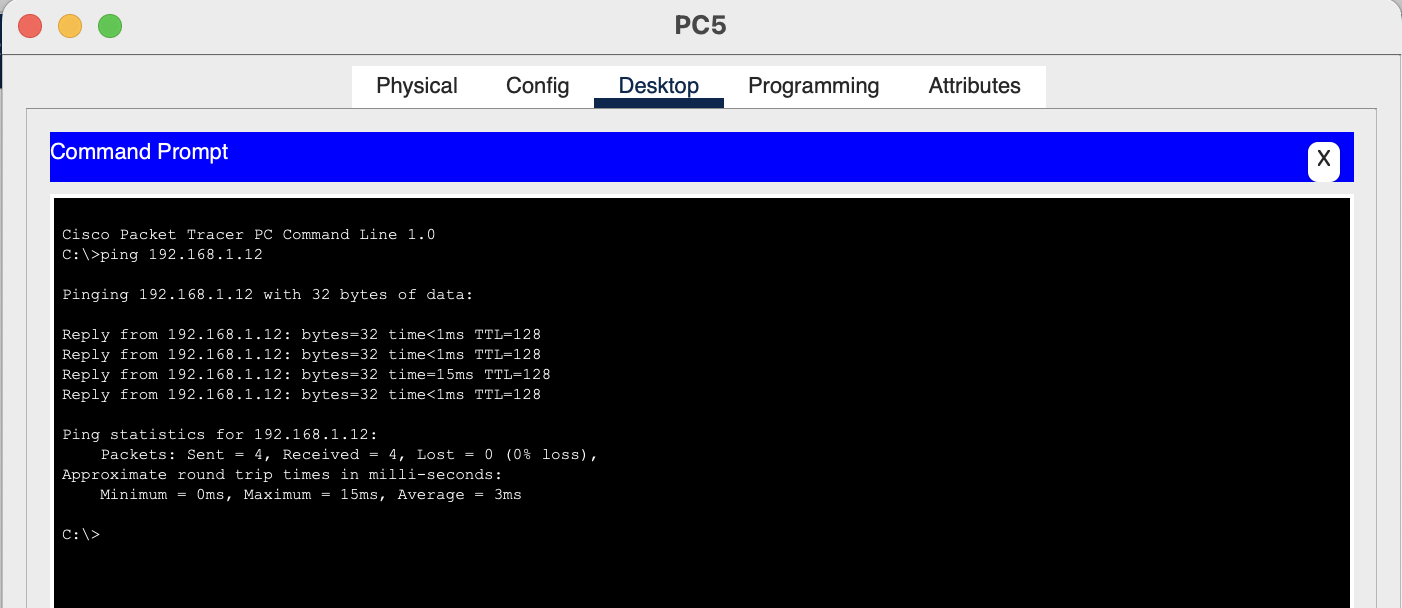 PC5
Physical Config Desktop Programming Attributes
Command Prompt
X
Cisco Packet Tracer PC Command Line 1.0
C:\>ping 192.168.1.12
Pinging 192.168.1.12 with 32 bytes of data:
Reply from 192.168.1.12: bytes=32 time<1ms TTL=128
Reply from 192.168.1.12: bytes=32 time<1ms TTL=128
Reply from 192.168.1.12: bytes=32 time=15ms TTL=128
Reply from 192.168.1.12: bytes=32 time<1ms TTL=128
Ping statistics for 192.168.1.12:
Packets: Sent = 4, Received = 4, Lost = 0 (0% loss),
Approximate round trip times in milli-seconds:
Minimum = 0ms, Maximum = 15ms, Average = 3ms
C:\>